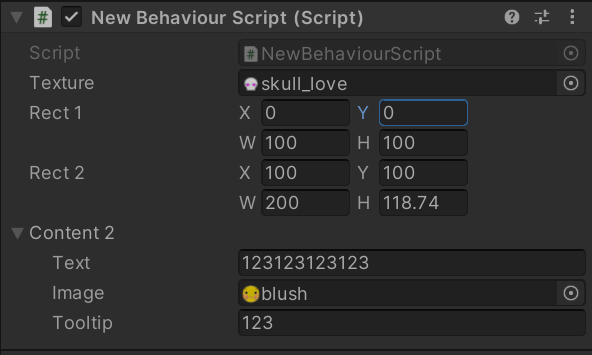 New Behaviour Script (Script)
Script NewBehaviourScript
Texture skull_love
Rect 1 X 0 Y 0
W 100 H 100
Rect 2 X 100 Y 100
W 200 H 118.74
Content 2
Text 123123123123
Image blush
Tooltip 123